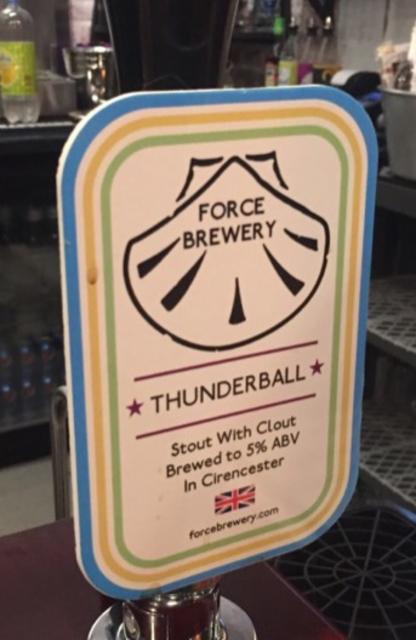 FORCE
BREWERY
THUNDERBALL
Stout With Clout
Brewed to 5% ABV
In Cirencester
forcebrewery.com